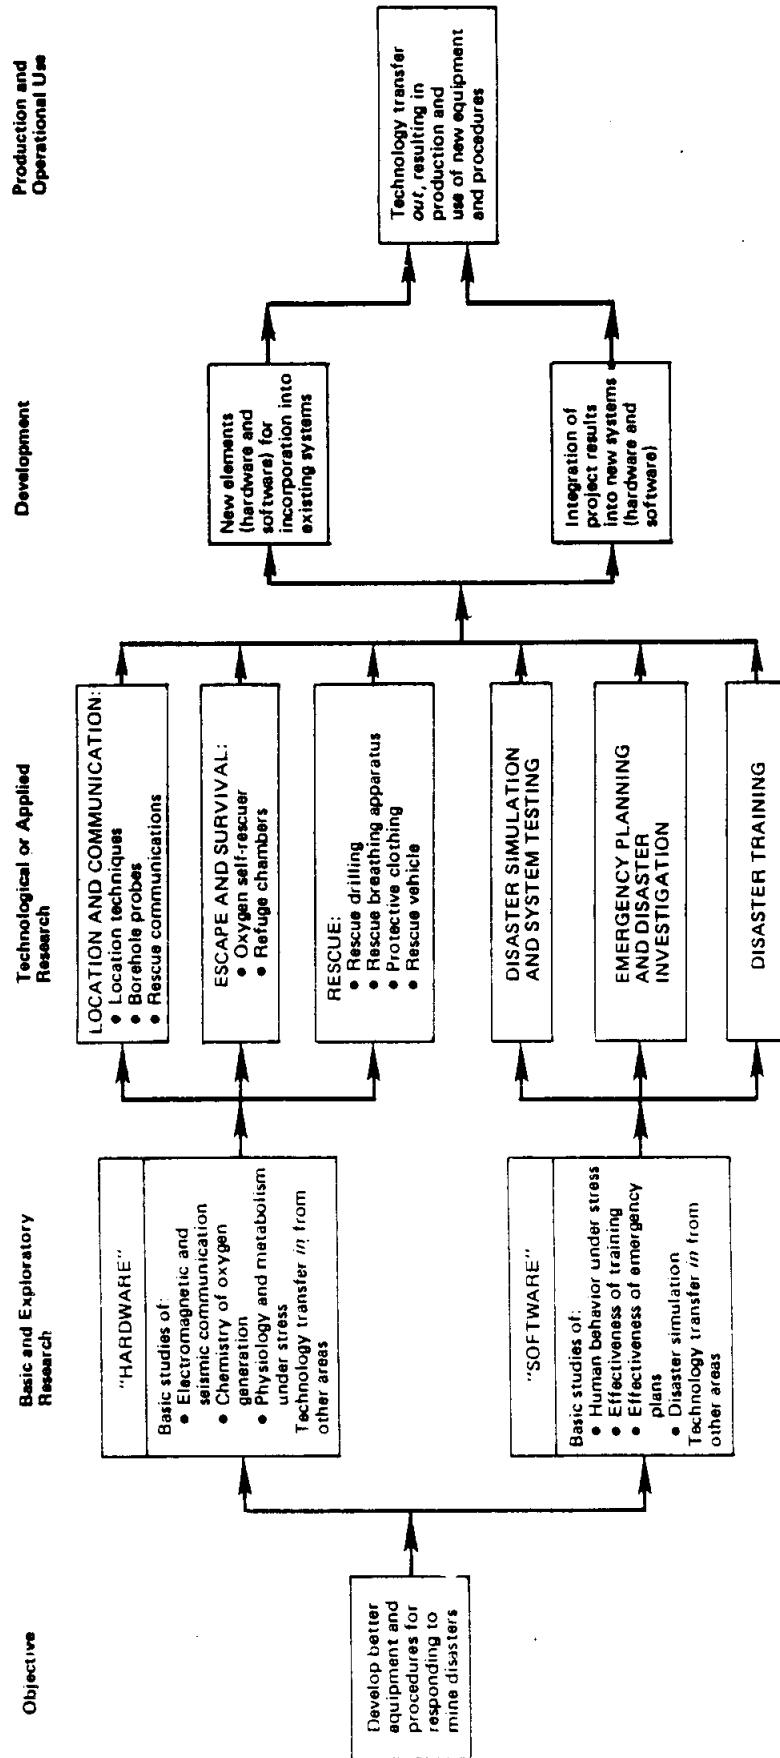 Objective
Basic and Exploratory
Research
Technological or Applied
Research
Development
Production and
Operational Use
Develop better
equipment and
procedures for
responding to
mine disasters
"HARDWARE"
Basic studies of:
● Electromagnetic and
seismic communication
● Chemistry of oxygen
generation
● Physiology and metabolism
under stress
Technology transfer in from
other areas
"SOFTWARE"
Basic studies of:
● Human behavior under stress
● Effectiveness of training
● Effectiveness of emergency
plans
● Disaster simulation
Technology transfer in from
other areas
LOCATION AND COMMUNICATION:
● Location techniques
● Borehole probes
● Rescue communications
ESCAPE AND SURVIVAL:
● Oxygen self-rescuer
● Refuge chambers
RESCUE:
● Rescue drilling
● Rescue breathing apparatus
● Protective clothing
● Rescue vehicle
DISASTER SIMULATION
AND SYSTEM TESTING
EMERGENCY PLANNING
AND DISASTER
INVESTIGATION
DISASTER TRAINING
New elements
(hardware and
software) for
incorporation into
existing systems
Integration of
project results
into new systems
(hardware and
software)
Technology transfer
out, resulting in
production and
use of new equipment
and procedures